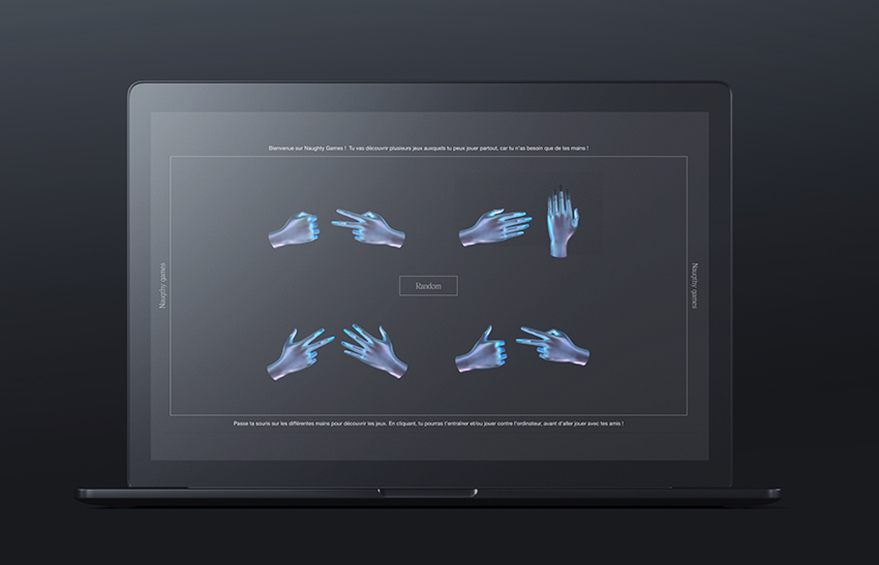 Bienvenue sur Naughty Games ! Tu vas découvrir plusieurs jeux auxquels tu peux jouer partout, car tu n'as besoin que de tes mains !
Naughty games
Random
Naughty games
Passe ta souris sur les différentes mains pour découvrir les jeux. En cliquant, tu pourras t'entraîner et/ou jouer contre l'ordinateur, avant d'aller jouer avec tes amis !